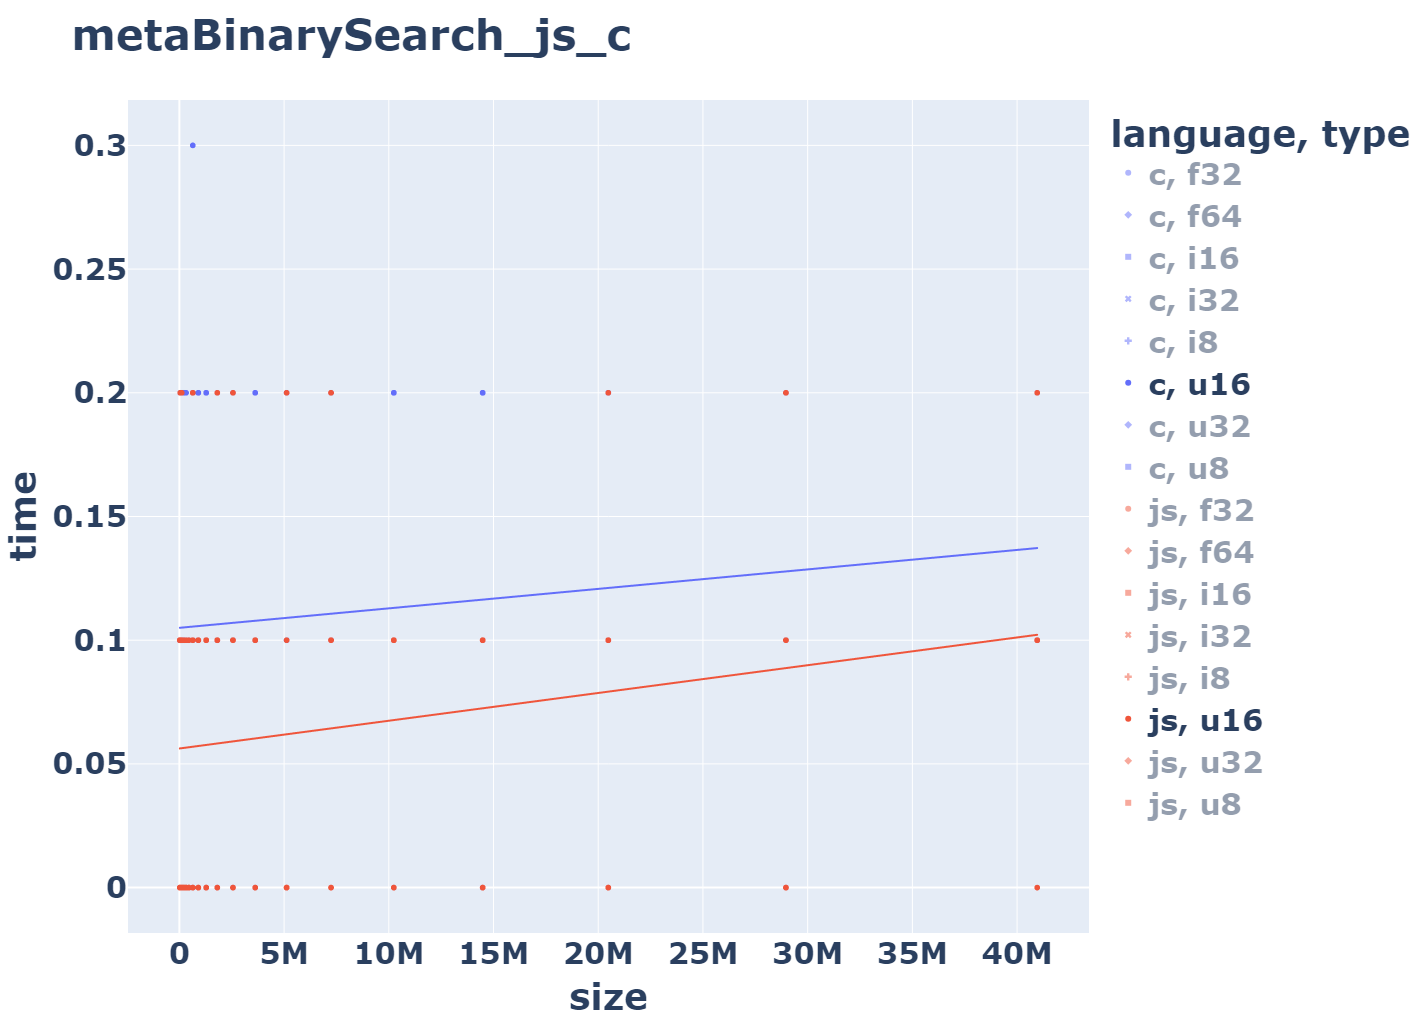 metaBinarySearch_js_c
language, type
c, f32
c, f64
c, i16
c, i32
c, i8
c, u16
c, u32
c, u8
js, f32
js, f64
js, i16
js, i32
js, i8
js, u16
js, u32
js, u8
time
0.3
0.25
0.2
0.15
0.1
0.05
0
0 5M 10M 15M 20M 25M 30M 35M 40M
size